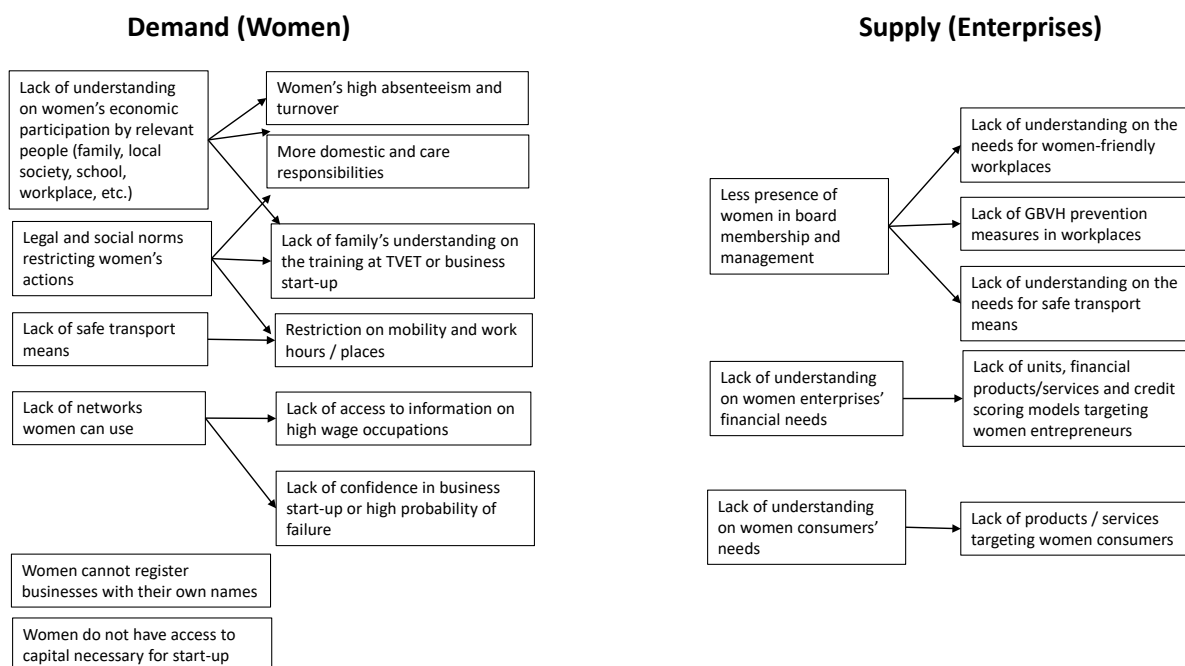 Demand (Women)
Lack of understanding
on women’s economic
participation by relevant
people (family, local
society, school,
workplace, etc.)
Women’s high absenteeism and
turnover
More domestic and care
responsibilities
Legal and social norms
restricting women’s
actions
Lack of family’s understanding on
the training at TVET or business
start-up
Lack of safe transport
means
Restriction on mobility and work
hours / places
Lack of networks
women can use
Lack of access to information on
high wage occupations
Lack of confidence in business
start-up or high probability of
failure
Women cannot register
businesses with their own names
Women do not have access to
capital necessary for start-up
Supply (Enterprises)
Less presence of
women in board
membership and
management
Lack of understanding on the
needs for women-friendly
workplaces
Lack of GBVH prevention
measures in workplaces
Lack of understanding on the
needs for safe transport
means
Lack of understanding
on women enterprises’
financial needs
Lack of units, financial
products/services and credit
scoring models targeting
women entrepreneurs
Lack of understanding
on women consumers’
needs
Lack of products / services
targeting women consumers